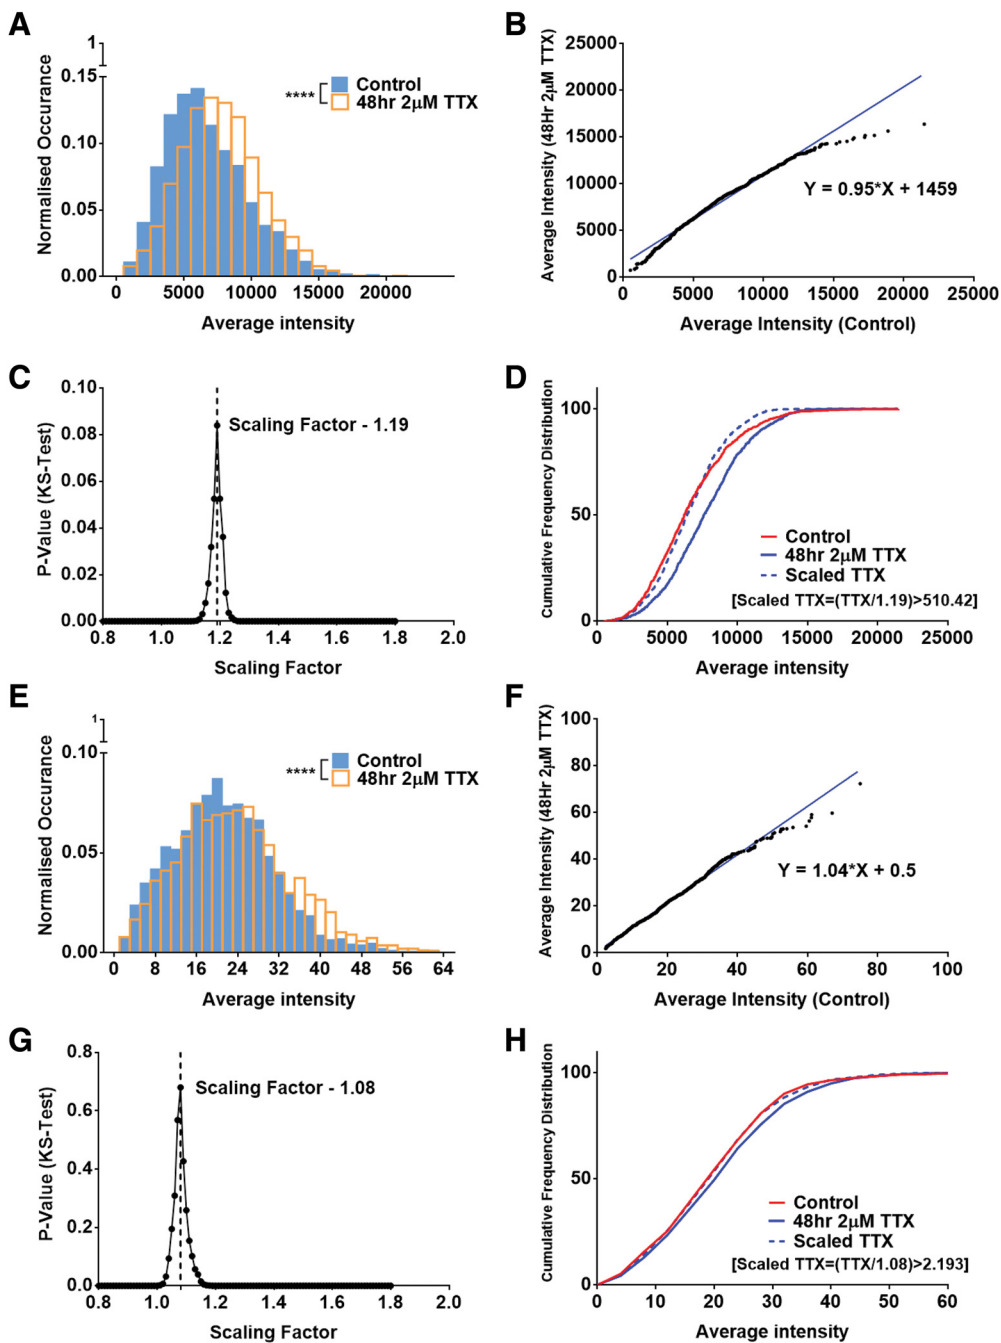 A
1
0.15
0.10
0.05
0.00
Normalised Occurrance
****
Control
48hr 2μM TTX
0
5000
10000
15000
20000
Average intensity
B
25000
20000
15000
10000
5000
0
Average Intensity (48Hr 2μM TTX)
Y = 0.95*X + 1459
0
5000
10000
15000
20000
25000
Average Intensity (Control)
C
0.10
0.08
0.06
0.04
0.02
0.00
P-Value (KS-Test)
Scaling Factor - 1.19
0.8
1.0
1.2
1.4
1.6
1.8
2.0
Scaling Factor
D
100
50
0
Cumulative Frequency Distribution
Control
48hr 2μM TTX
Scaled TTX
[Scaled TTX=(TTX/1.19)>510.42]
0
5000
10000
15000
20000
25000
Average intensity
E
1
0.10
0.05
0.00
Normalised Occurrance
****
Control
48hr 2μM TTX
0
8
16
24
32
40
48
56
64
Average intensity
F
100
80
60
40
20
0
Average Intensity (48Hr 2μM TTX)
Y = 1.04*X + 0.5
0
20
40
60
80
100
Average Intensity (Control)
G
0.8
0.6
0.4
0.2
0.0
P-Value (KS-Test)
Scaling Factor - 1.08
0.8
1.0
1.2
1.4
1.6
1.8
2.0
Scaling Factor
H
100
50
0
Cumulative Frequency Distribution
Control
48hr 2μM TTX
Scaled TTX
[Scaled TTX=(TTX/1.08)>2.193]
0
10
20
30
40
50
60
Average intensity